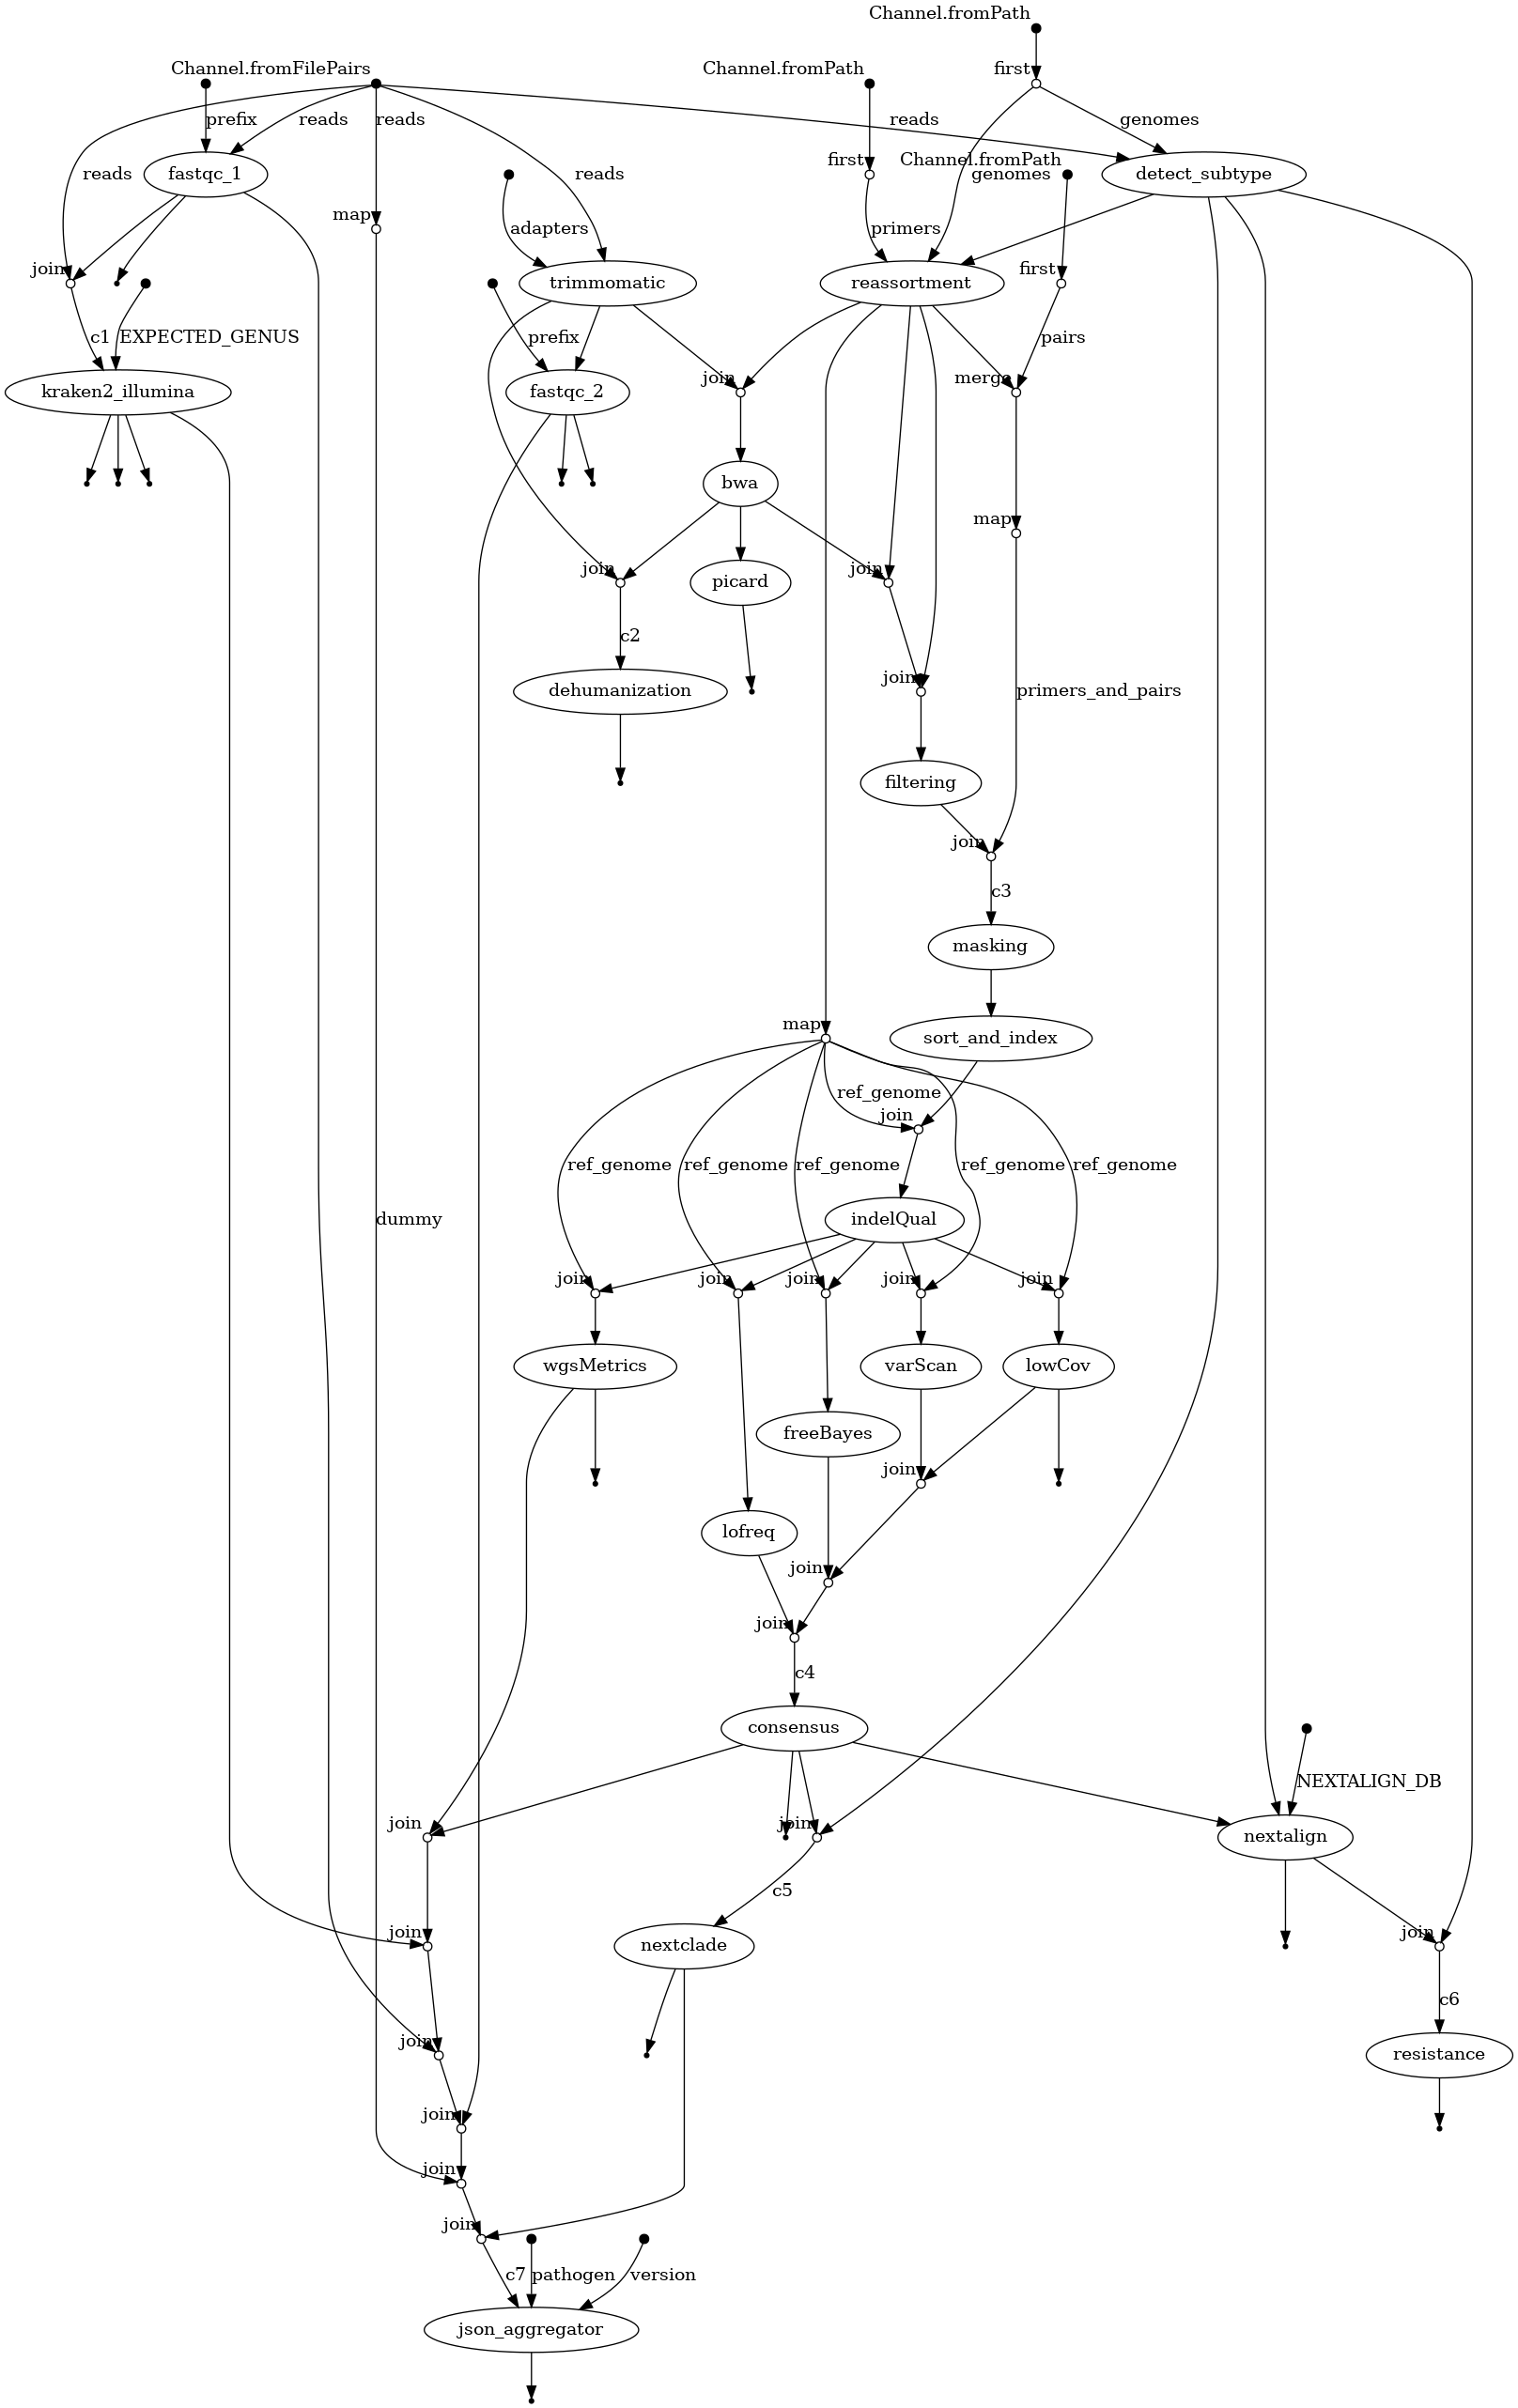 Channel.fromPath
Channel.fromFilePairs
Channel.fromPath
first
prefix
reads
reads
reads
genomes
reads
fastqc_1
reads
first
Channel.fromPath
genomes
detect_subtype
map
adapters
primers
join
trimmomatic
reassortment
first
c1
EXPECTED_GENUS
prefix
pairs
kraken2_illumina
fastqc_2
join
merge
bwa
map
join
picard
join
c2
dehumanization
join
primers_and_pairs
filtering
join
c3
masking
map
sort_and_index
ref_genome
join
ref_genome
ref_genome
ref_genome
ref_genome
ref_genome
dummy
indelQual
join
join
join
join
join
wgsMetrics
varScan
lowCov
freeBayes
join
lofreq
join
join
c4
consensus
NEXTALIGN_DB
join
join
nextalign
c5
join
nextclade
join
c6
join
resistance
join
join
join
c7
pathogen
version
json_aggregator